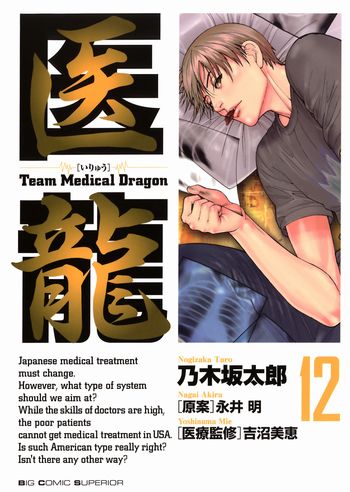 医
[いりゅう]
Team Medical Dragon
龍
Japanese medical treatment
must change.
However, what type of system
should we aim at?
While the skills of doctors are high,
the poor patients
cannot get medical treatment in USA.
Is such American type really right?
Isn't there any other way?
Nogizaka Taro
乃木坂太郎
Nagai Akira
[原案]永井 明
Yoshinuma Mie
[医療監修]吉沼美恵
12
BIG COMIC SUPERIOR